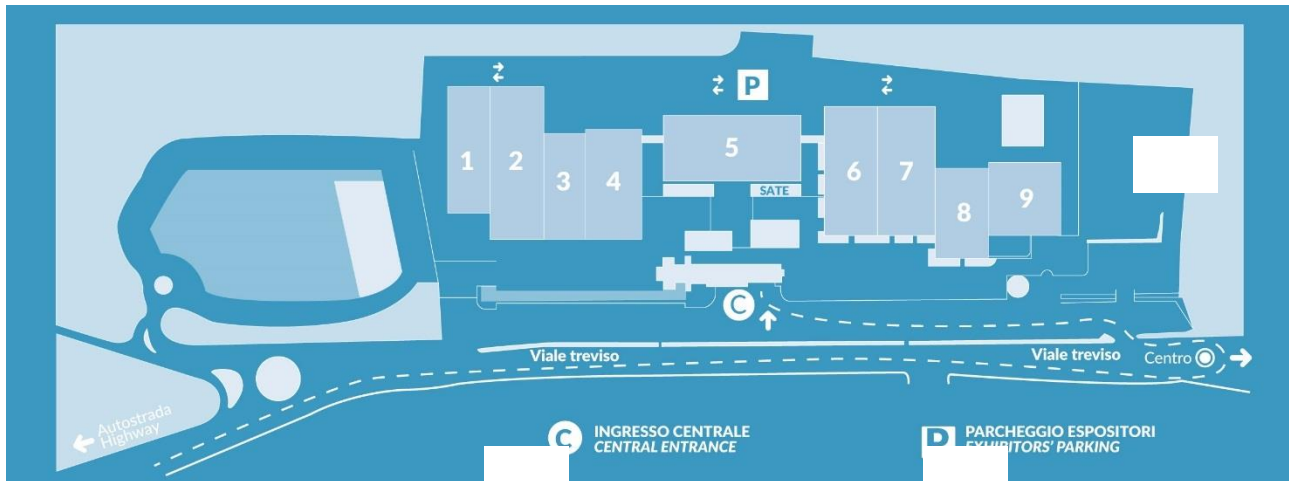 P
1
2
3
4
5
6
7
8
9
SATE
C
Viale treviso
Viale treviso
Centro
Autostrada
Highway
C INGRESSO CENTRALE
CENTRAL ENTRANCE
P PARCHEGGIO ESPOSITORI
EXHIBITORS' PARKING